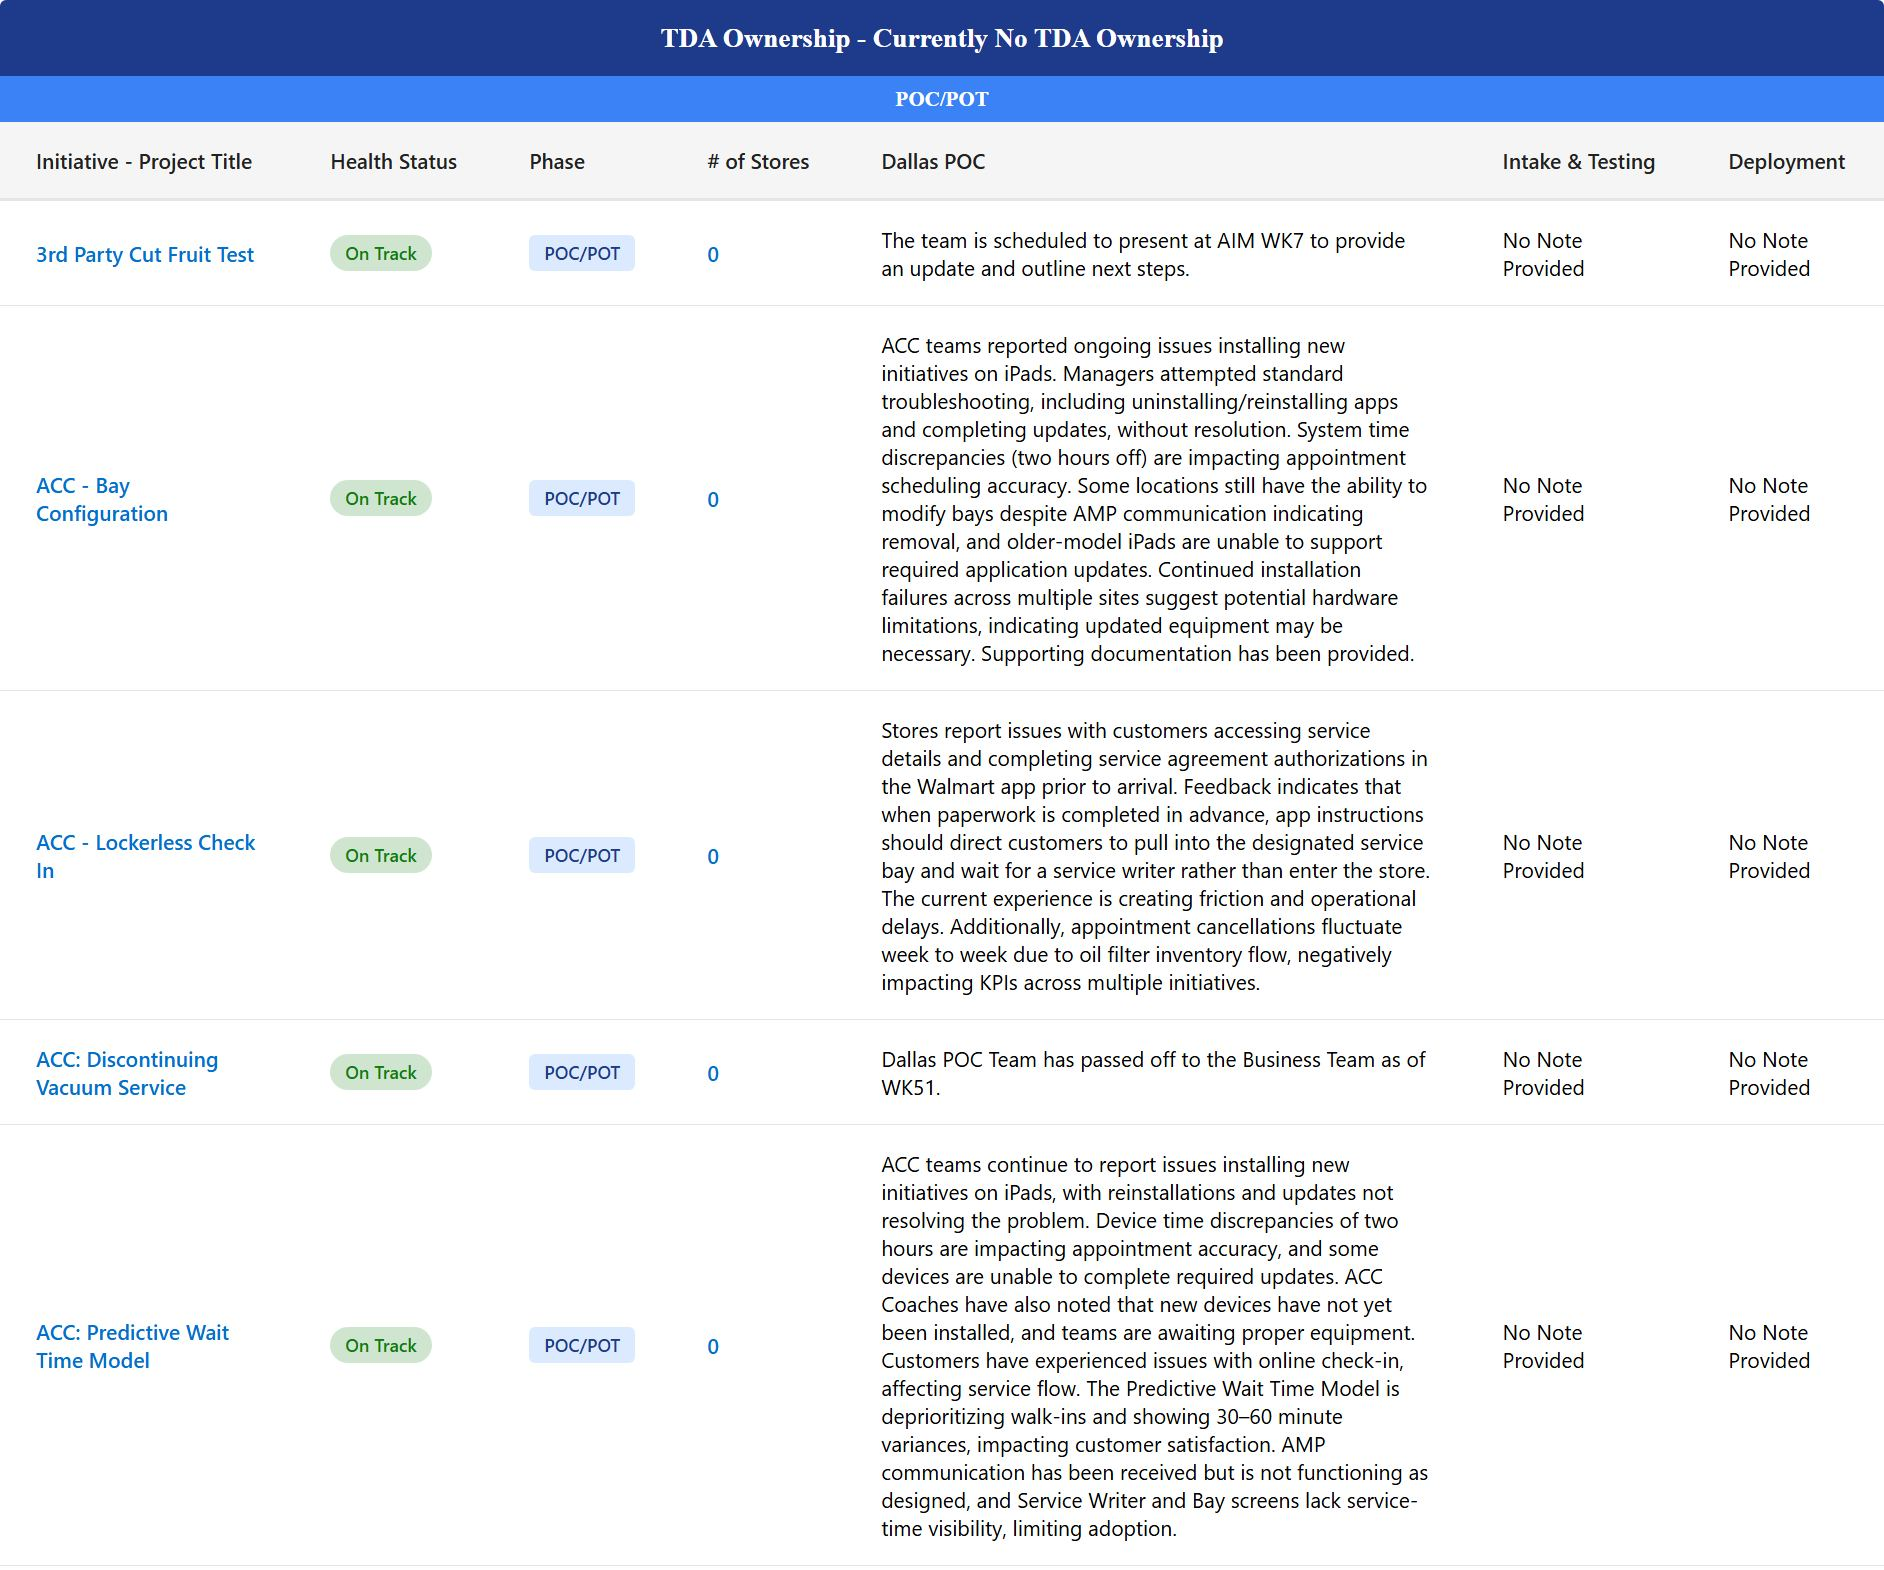 TDA Ownership - Currently No TDA Ownership
POC/POT
Initiative - Project Title
Health Status
Phase
# of Stores
Dallas POC
Intake & Testing
Deployment
3rd Party Cut Fruit Test
On Track
POC/POT
0
The team is scheduled to present at AIM WK7 to provide
an update and outline next steps.
No Note
Provided
No Note
Provided
ACC - Bay
Configuration
On Track
POC/POT
0
ACC teams reported ongoing issues installing new
initiatives on iPads. Managers attempted standard
troubleshooting, including uninstalling/reinstalling apps
and completing updates, without resolution. System time
discrepancies (two hours off) are impacting appointment
scheduling accuracy. Some locations still have the ability to
modify bays despite AMP communication indicating
removal, and older-model iPads are unable to support
required application updates. Continued installation
failures across multiple sites suggest potential hardware
limitations, indicating updated equipment may be
necessary. Supporting documentation has been provided.
No Note
Provided
No Note
Provided
ACC - Lockerless Check
In
On Track
POC/POT
0
Stores report issues with customers accessing service
details and completing service agreement authorizations in
the Walmart app prior to arrival. Feedback indicates that
when paperwork is completed in advance, app instructions
should direct customers to pull into the designated service
bay and wait for a service writer rather than enter the store.
The current experience is creating friction and operational
delays. Additionally, appointment cancellations fluctuate
week to week due to oil filter inventory flow, negatively
impacting KPIs across multiple initiatives.
No Note
Provided
No Note
Provided
ACC: Discontinuing
Vacuum Service
On Track
POC/POT
0
Dallas POC Team has passed off to the Business Team as of
WK51.
No Note
Provided
No Note
Provided
ACC: Predictive Wait
Time Model
On Track
POC/POT
0
ACC teams continue to report issues installing new
initiatives on iPads, with reinstallations and updates not
resolving the problem. Device time discrepancies of two
hours are impacting appointment accuracy, and some
devices are unable to complete required updates. ACC
Coaches have also noted that new devices have not yet
been installed, and teams are awaiting proper equipment.
Customers have experienced issues with online check-in,
affecting service flow. The Predictive Wait Time Model is
deprioritizing walk-ins and showing 30–60 minute
variances, impacting customer satisfaction. AMP
communication has been received but is not functioning as
designed, and Service Writer and Bay screens lack service-
time visibility, limiting adoption.
No Note
Provided
No Note
Provided